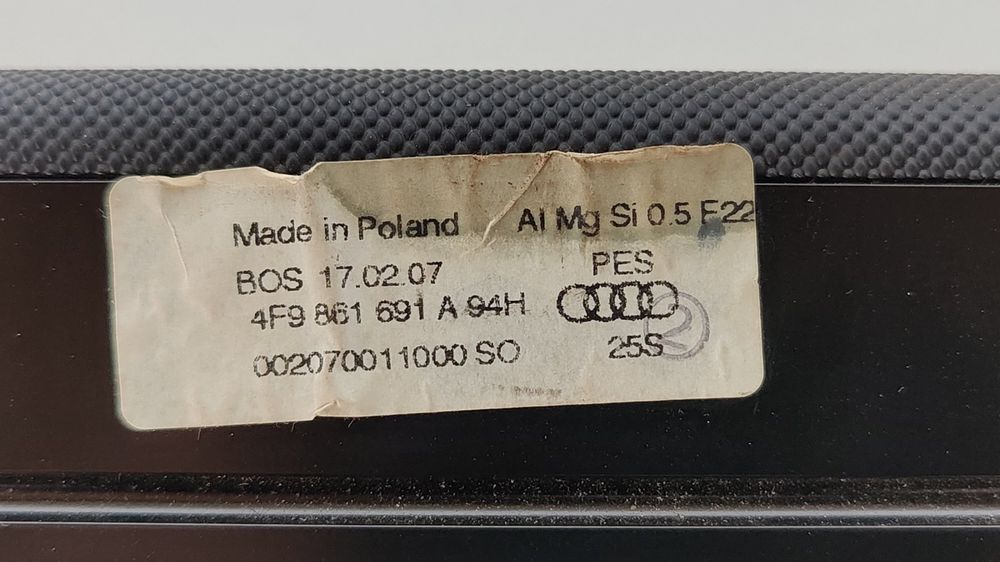 Made in Poland Al Mg Si 0.5 F22
BOS 17.02.07 PES
4F9 861 691 A 94H
002070011000 SO 25S
2